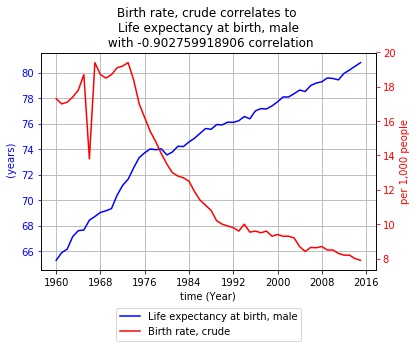 Birth rate, crude correlates to
Life expectancy at birth, male
with -0.902759918906 correlation
80
78
76
74
72
70
68
66
(years)
20
18
16
14
12
10
8
per 1,000 people
1960 1968 1976 1984 1992 2000 2008 2016
time (Year)
Life expectancy at birth, male
Birth rate, crude